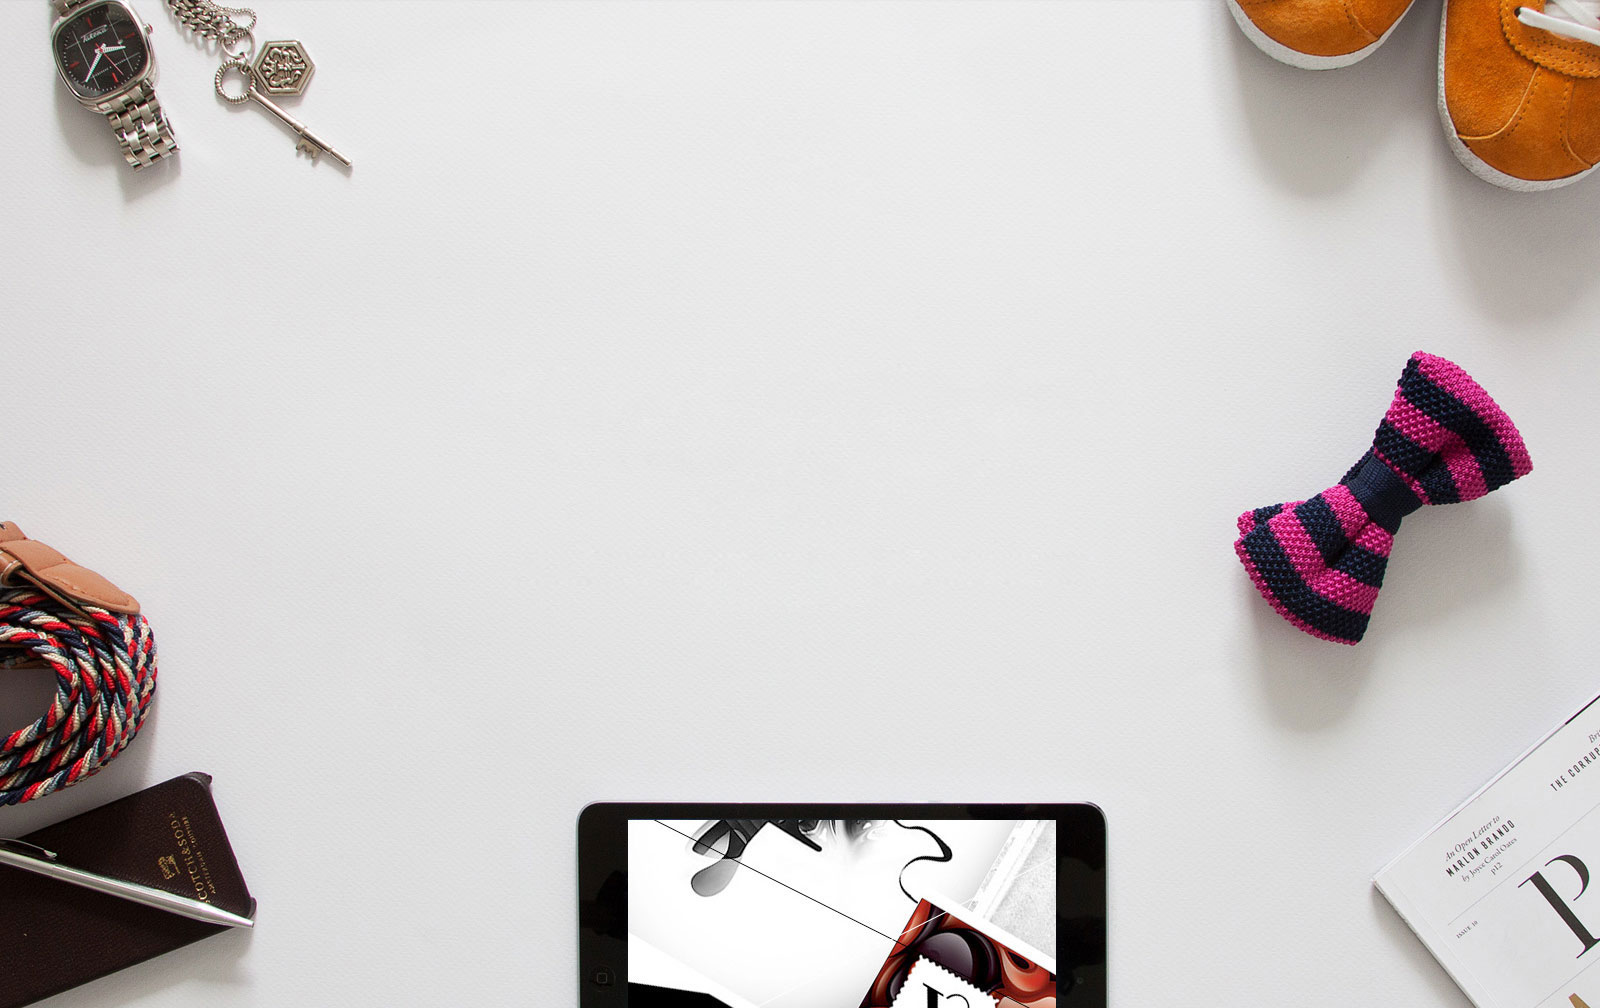 SCOTCH&SODA
AMSTERDAM COUTURE
Bri
THE CORRUP
An Open Letter to
MARLON BRANDO
by Joyce Carol Oates
p12
ISSUE 10
P